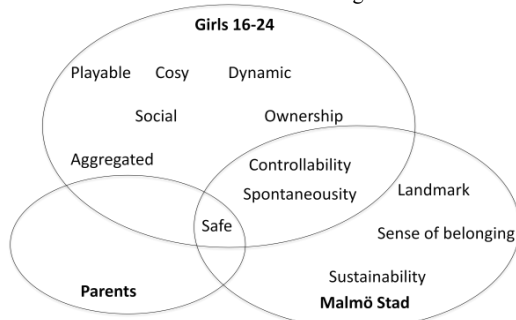 Girls 16-24
Playable Cosy Dynamic
Social Ownership
Aggregated
Controllability
Spontaneousity
Landmark
Safe
Sense of belonging
Sustainability
Parents
Malmö Stad